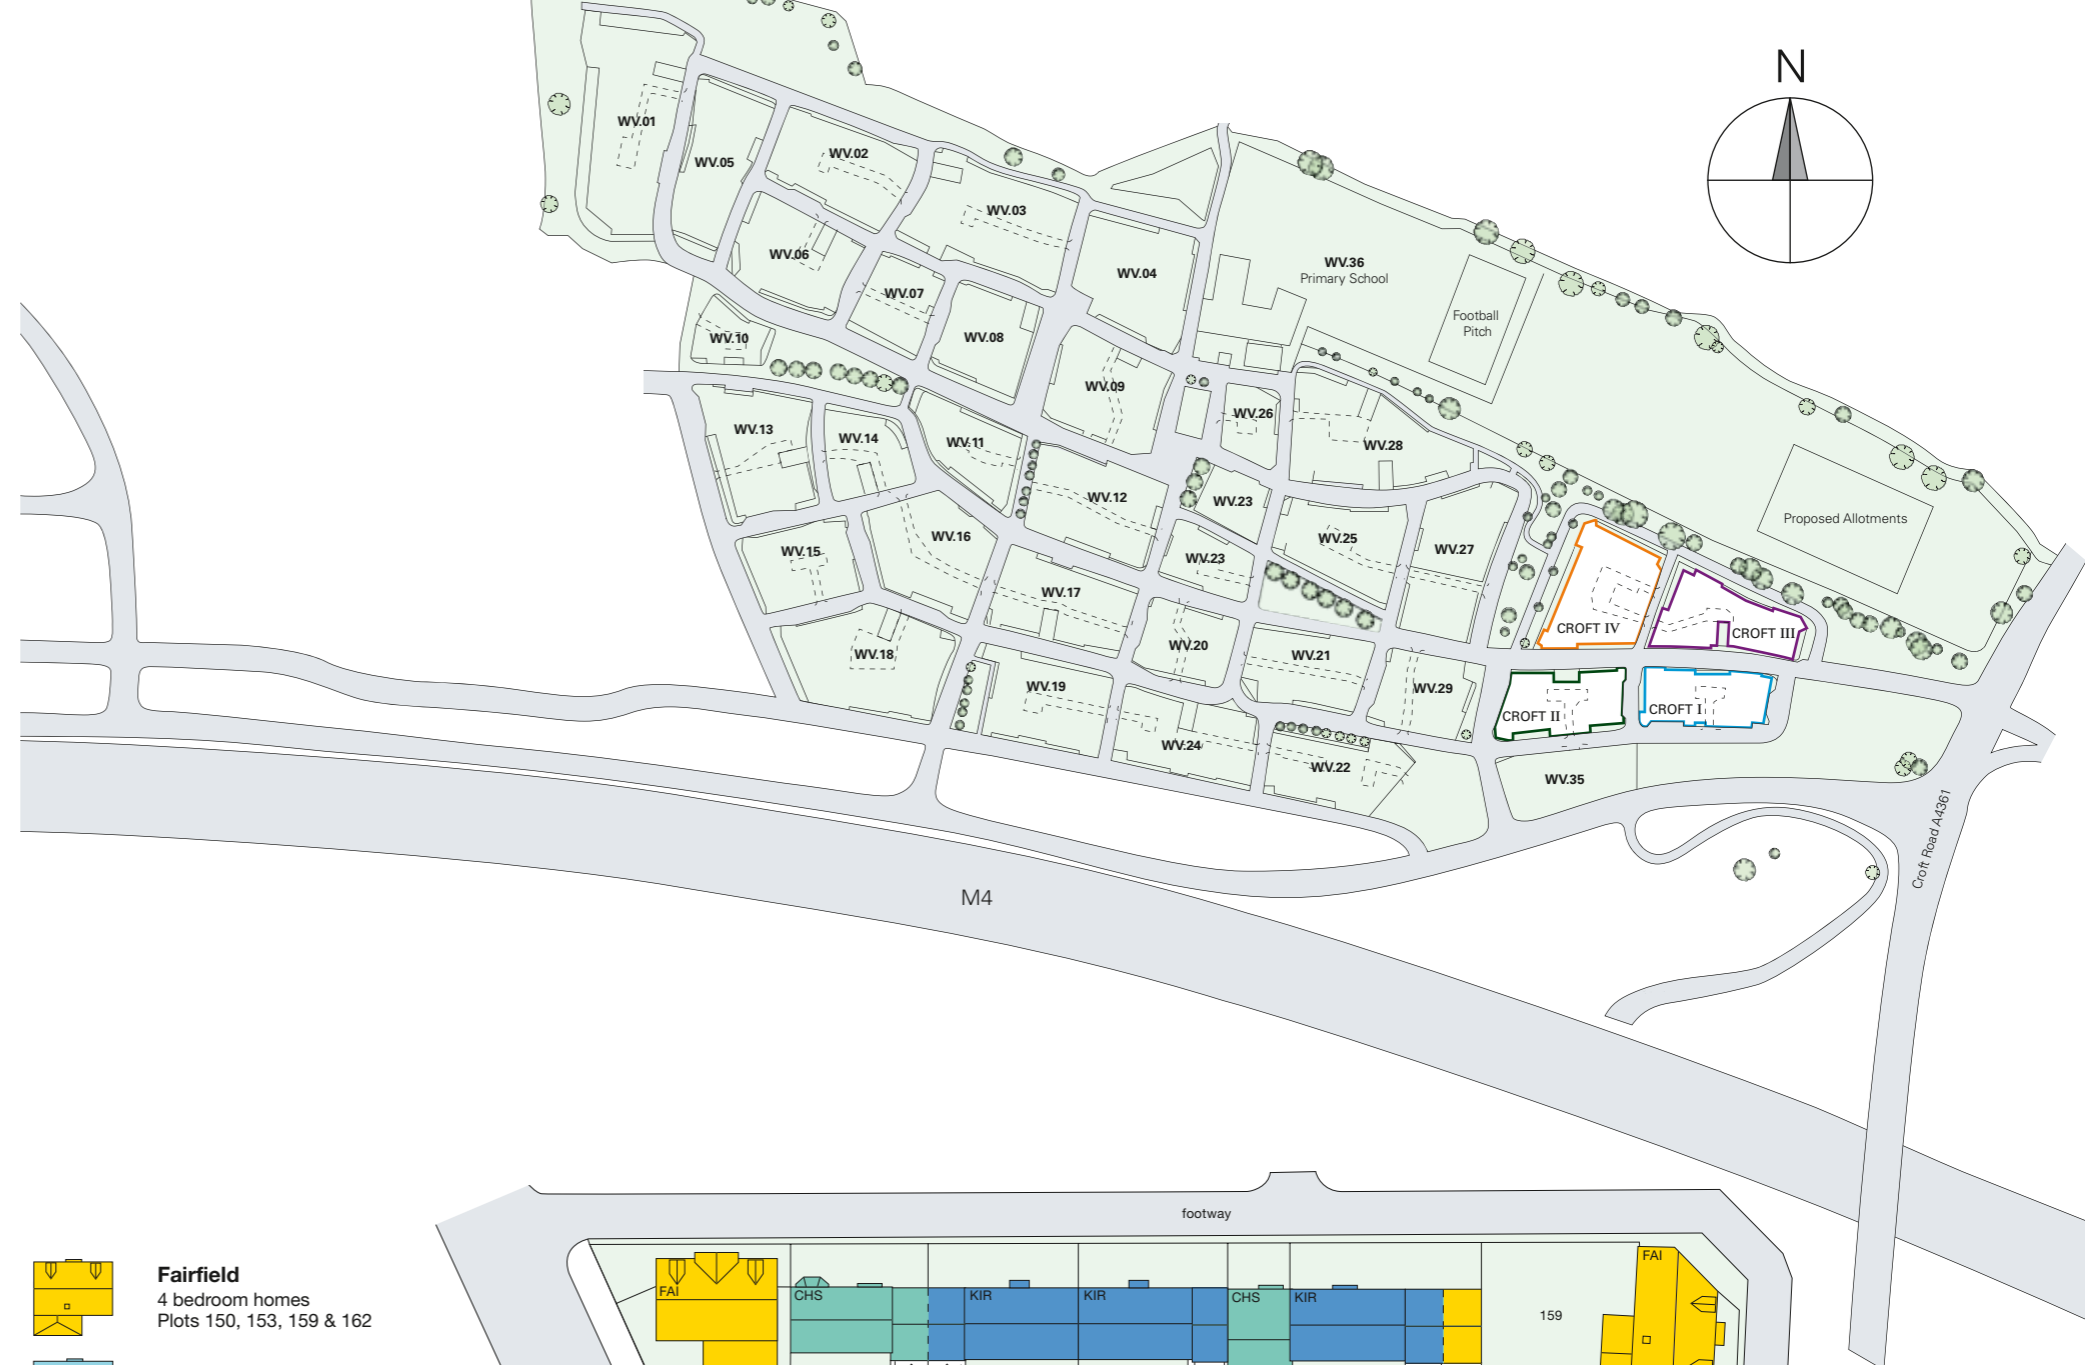 N
WV.01
WV.05
WV.02
WV.03
WV.06
WV.04
WV.36
Primary School
WV.07
Football
Pitch
WV.10
WV.08
WV.09
WV.26
WV.13
WV.14
WV.11
WV.28
WV.12
WV.23
Proposed Allotments
WV.16
WV.25
WV.15
WV.27
WV.23
WV.17
CROFT IV
CROFT III
WV.18
WV.20
WV.21
WV.19
WV.29
CROFT II
CROFT I
WV.24
WV.22
WV.35
Croft Road A4361
M4
footway
FAI
CHS
KIR
KIR
CHS
KIR
159
FAI
Fairfield
4 bedroom homes
Plots 150, 153, 159 & 162